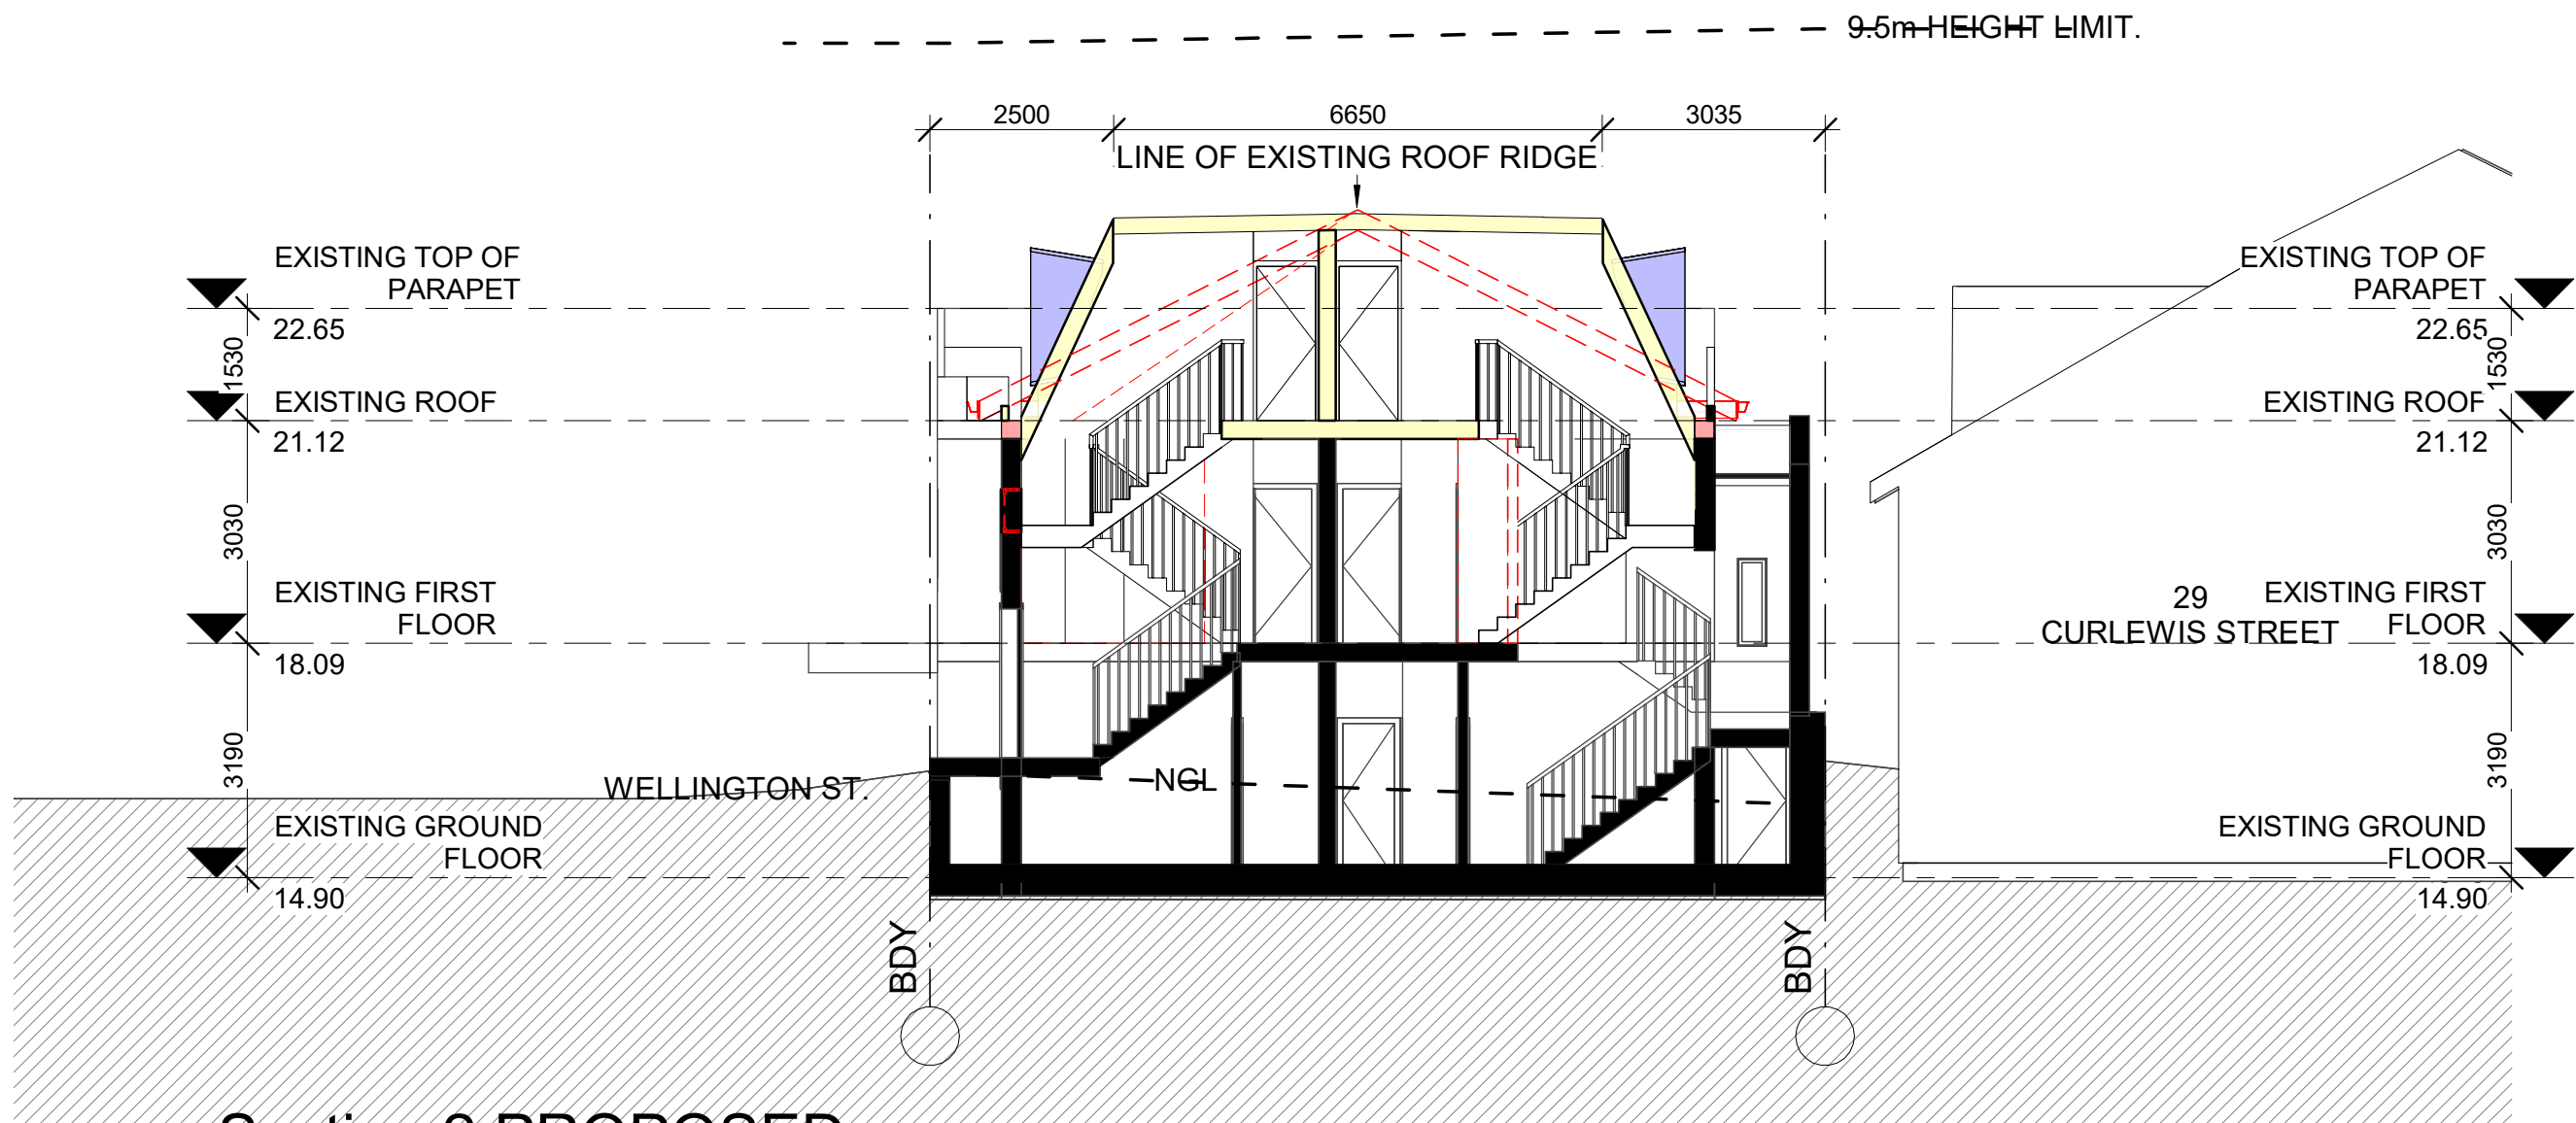 9.5m HEIGHT LIMIT.
2500
6650
3035
LINE OF EXISTING ROOF RIDGE
EXISTING TOP OF
PARAPET
22.65
1530
EXISTING ROOF
21.12
3030
EXISTING FIRST
FLOOR
18.09
3190
WELLINGTON ST.
EXISTING GROUND
FLOOR
14.90
NGL
BDY
BDY
EXISTING TOP OF
PARAPET
22.65
1530
EXISTING ROOF
21.12
3030
29
CURLEWIS STREET
EXISTING FIRST
FLOOR
18.09
3190
EXISTING GROUND
FLOOR
14.90
Section 2 PROPOSED